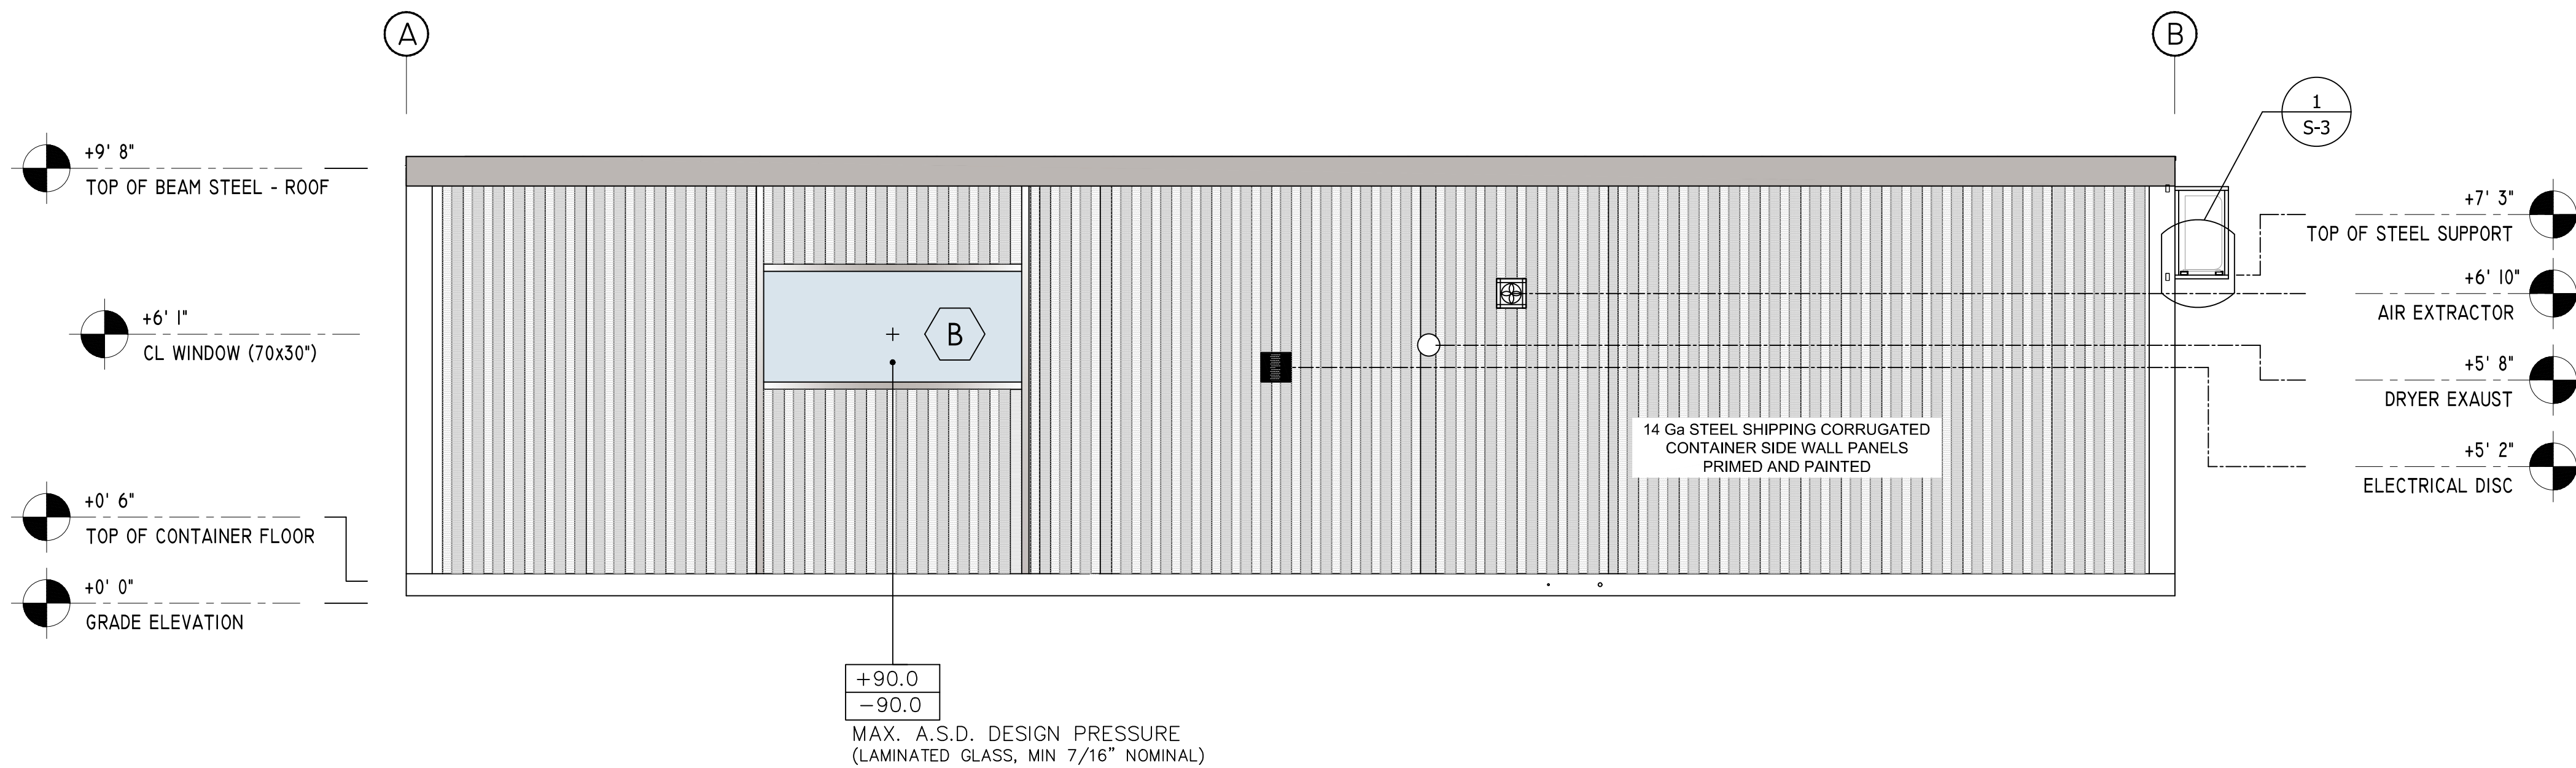 A
B
1
S-3
+9' 8"
TOP OF BEAM STEEL - ROOF
+7' 3"
TOP OF STEEL SUPPORT
+6' 10"
AIR EXTRACTOR
+6' 1"
CL WINDOW (70x30")
B
+5' 8"
DRYER EXAUST
14 Ga STEEL SHIPPING CORRUGATED
CONTAINER SIDE WALL PANELS
PRIMED AND PAINTED
+5' 2"
ELECTRICAL DISC
+0' 6"
TOP OF CONTAINER FLOOR
+0' 0"
GRADE ELEVATION
+90.0
-90.0
MAX. A.S.D. DESIGN PRESSURE
(LAMINATED GLASS, MIN 7/16” NOMINAL)